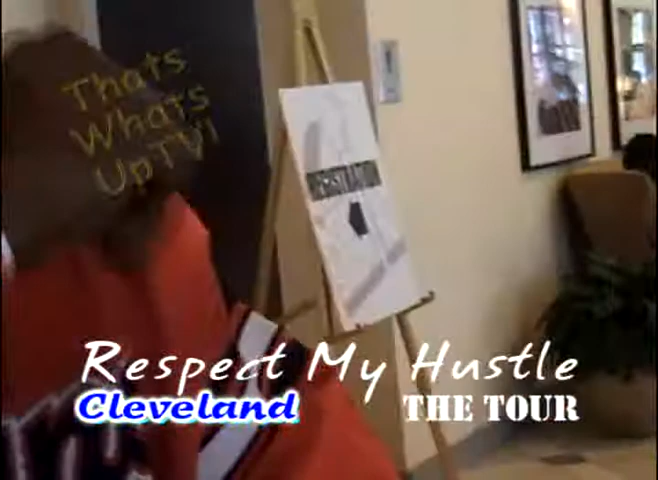 Thats
Whats
UpTV!
REGISTRATION
Respect My Hustle
Cleveland THE TOUR